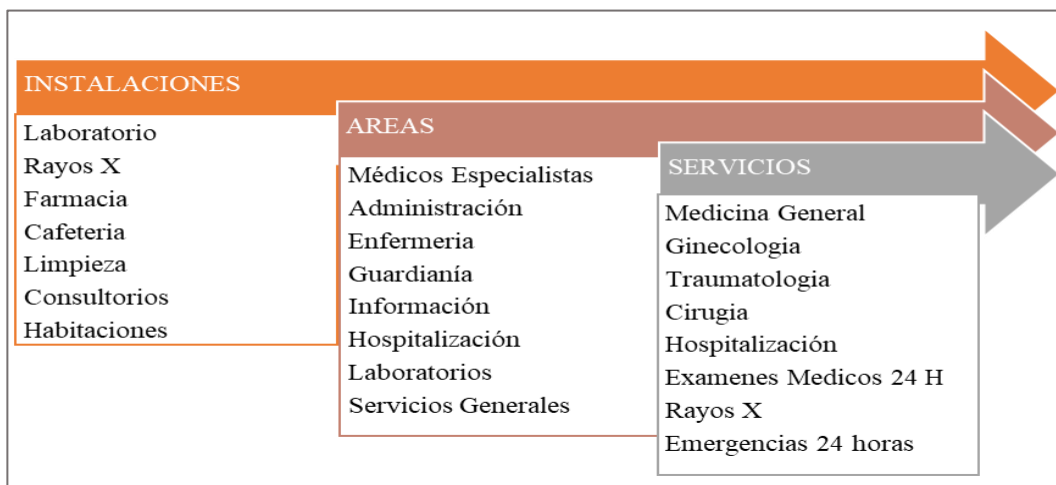 INSTALACIONES
Laboratorio
Rayos X
Farmacia
Cafeteria
Limpieza
Consultorios
Habitaciones
AREAS
Médicos Especialistas
Administración
Enfermeria
Guardianía
Información
Hospitalización
Laboratorios
Servicios Generales
SERVICIOS
Medicina General
Ginecologia
Traumatologia
Cirugia
Hospitalización
Examenes Medicos 24 H
Rayos X
Emergencias 24 horas